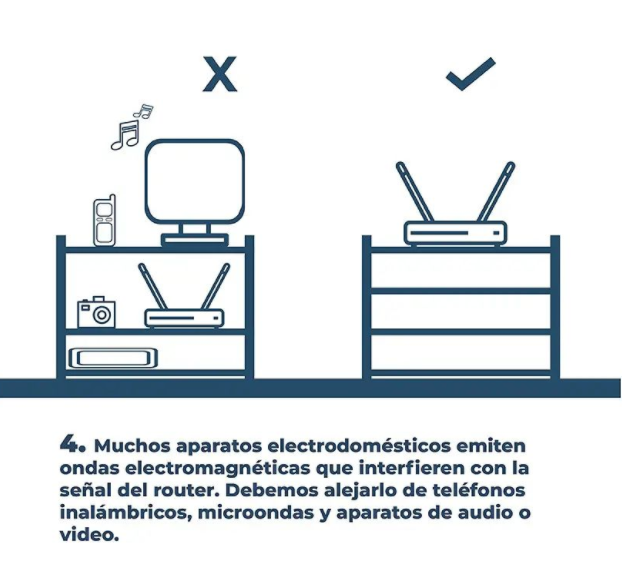 4. Muchos aparatos electrodomésticos emiten
ondas electromagnéticas que interfieren con la
señal del router. Debemos alejarlo de teléfonos
inalámbricos, microondas y aparatos de audio o
video.